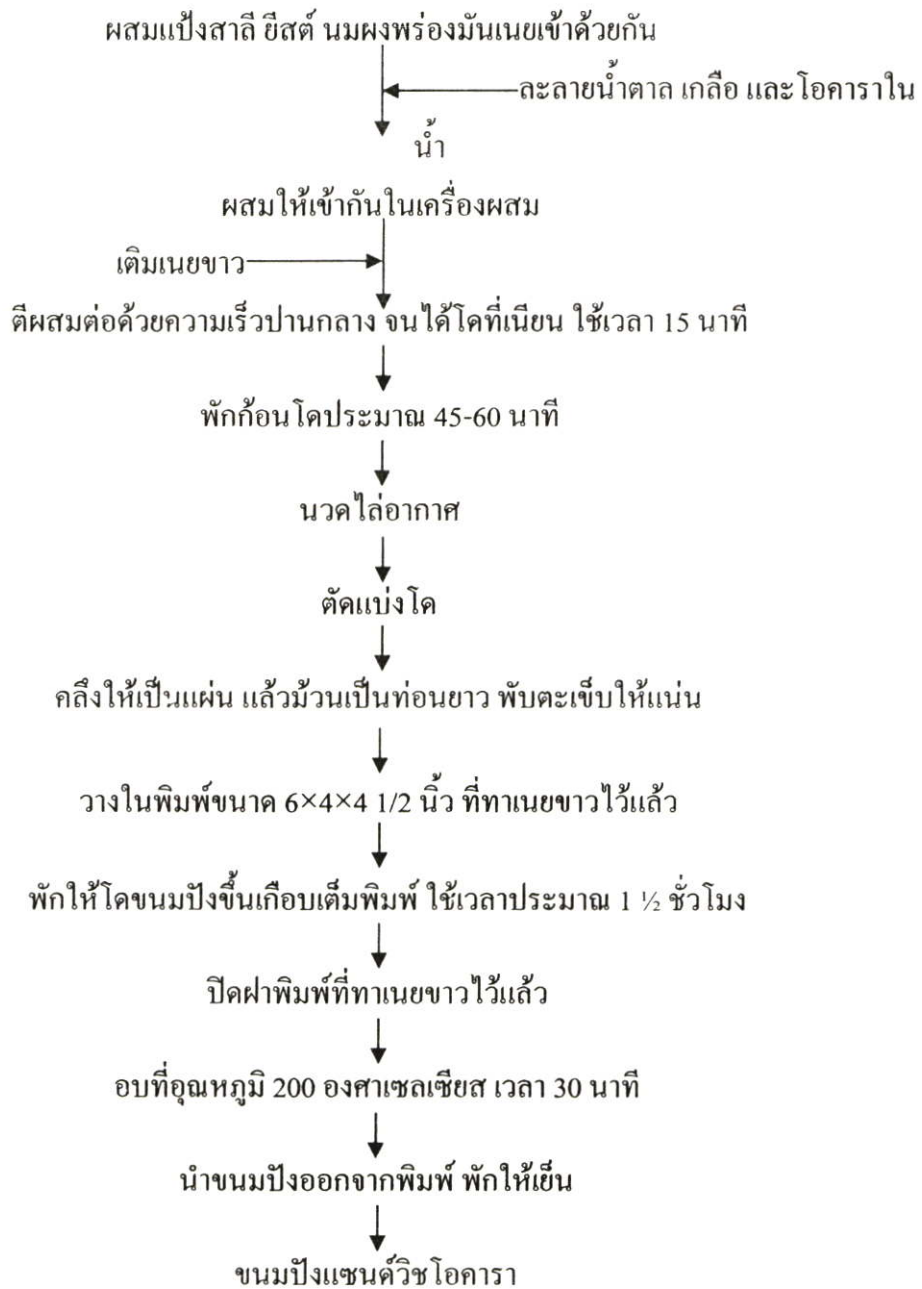 ผสมแป้งสาลี ยีสต์ นมผงพร่องมันเนยเข้าด้วยกัน
ละลายน้ำตาล เกลือ และโอคาราใน
น้ำ
ผสมให้เข้ากันในเครื่องผสม
เติมเนยขาว
ตีผสมต่อด้วยความเร็วปานกลาง จนได้โดที่เนียน ใช้เวลา 15 นาที
พักก้อนโดประมาณ 45-60 นาที
นวดไล่อากาศ
ตัดแบ่งโด
คลึงให้เป็นแผ่น แล้วม้วนเป็นท่อนยาว พับตะเข็บให้แน่น
วางในพิมพ์ขนาด 6×4×4 1/2 นิ้ว ที่ทาเนยขาวไว้แล้ว
พักให้โดขนมปังขึ้นเกือบเต็มพิมพ์ ใช้เวลาประมาณ 1 ½ ชั่วโมง
ปิดฝาพิมพ์ที่ทาเนยขาวไว้แล้ว
อบที่อุณหภูมิ 200 องศาเซลเซียส เวลา 30 นาที
นำขนมปังออกจากพิมพ์ พักให้เย็น
ขนมปังแซนด์วิชโอคารา